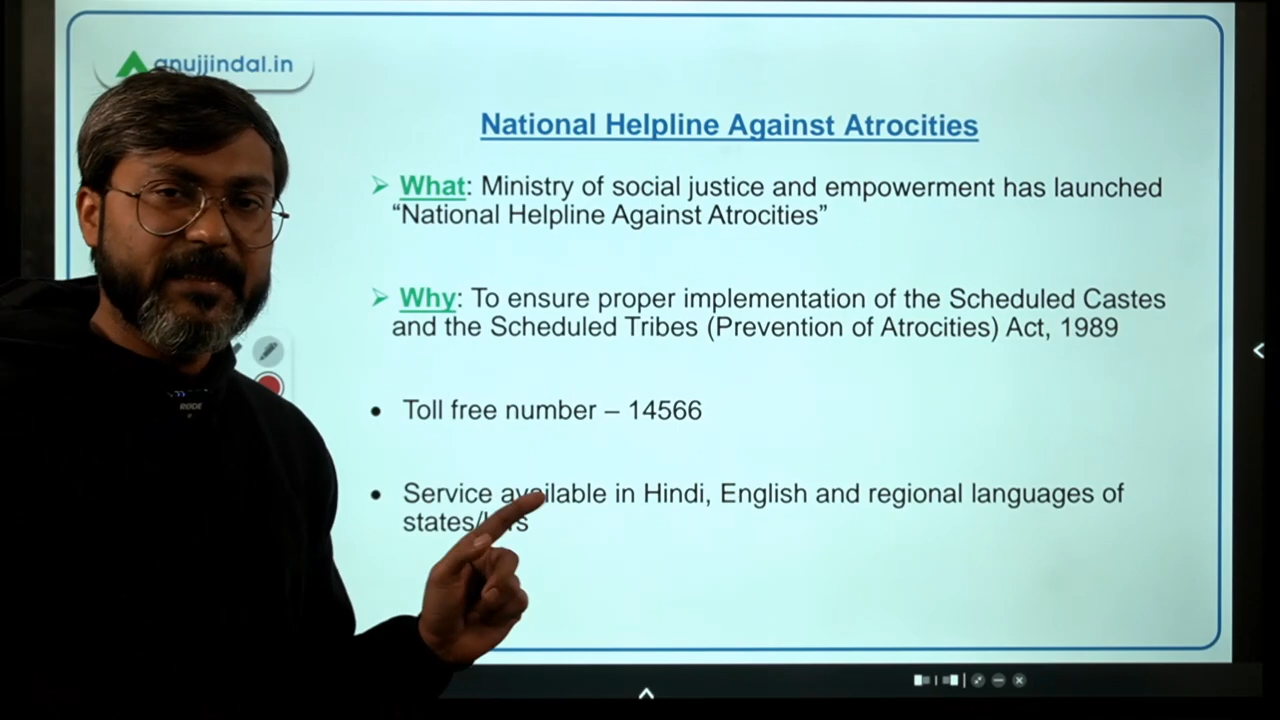 anujjindal.in
National Helpline Against Atrocities
What: Ministry of social justice and empowerment has launched
“National Helpline Against Atrocities”
Why: To ensure proper implementation of the Scheduled Castes
and the Scheduled Tribes (Prevention of Atrocities) Act, 1989
Toll free number – 14566
Service available in Hindi, English and regional languages of
RODE